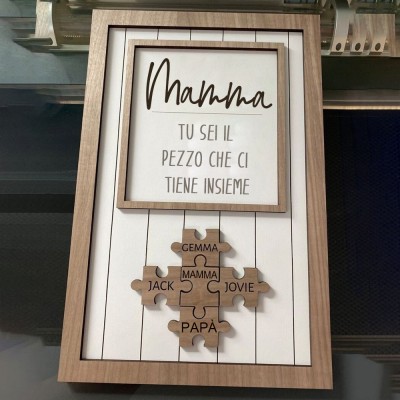 Mamma
TU SEI IL
PEZZO CHE CI
TIENE INSIEME
GEMMA
MAMMA
JACK
JOVIE
PAPÀ